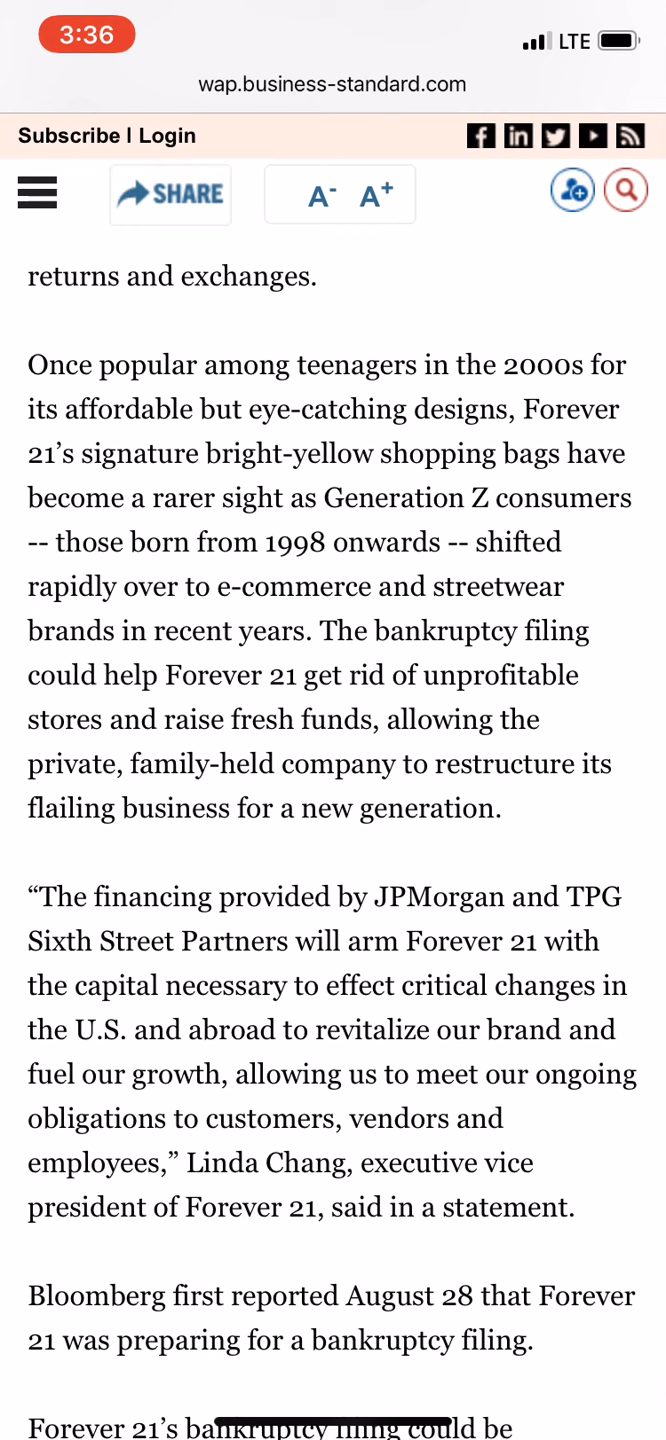 3:36
LTE
wap.business-standard.com
Subscribe | Login
SHARE
A- A+
returns and exchanges.
Once popular among teenagers in the 2000s for
its affordable but eye-catching designs, Forever
21’s signature bright-yellow shopping bags have
become a rarer sight as Generation Z consumers
-- those born from 1998 onwards -- shifted
rapidly over to e-commerce and streetwear
brands in recent years. The bankruptcy filing
could help Forever 21 get rid of unprofitable
stores and raise fresh funds, allowing the
private, family-held company to restructure its
flailing business for a new generation.
“The financing provided by JPMorgan and TPG
Sixth Street Partners will arm Forever 21 with
the capital necessary to effect critical changes in
the U.S. and abroad to revitalize our brand and
fuel our growth, allowing us to meet our ongoing
obligations to customers, vendors and
employees,” Linda Chang, executive vice
president of Forever 21, said in a statement.
Bloomberg first reported August 28 that Forever
21 was preparing for a bankruptcy filing.
Forever 21’s bankruptcy filing could be